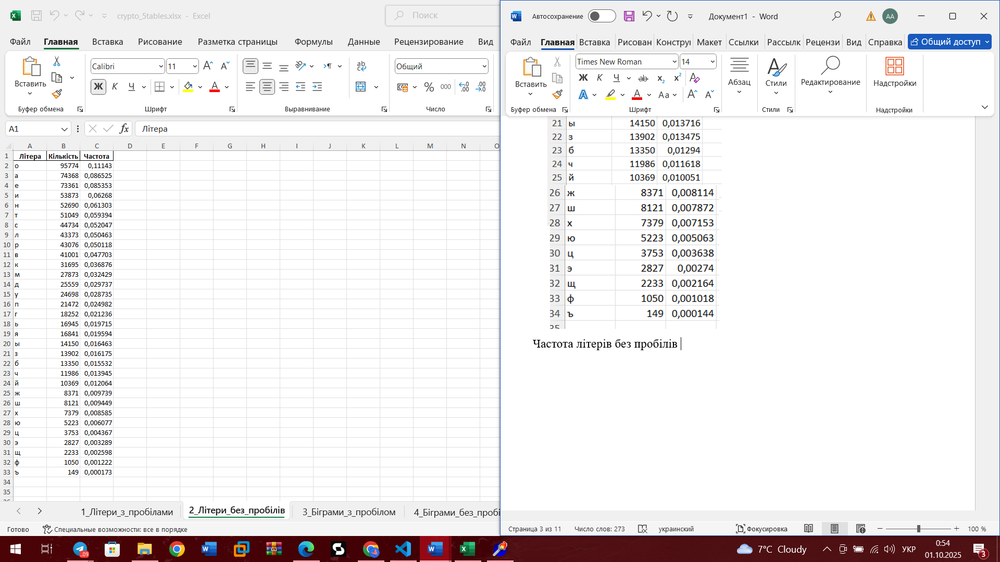 crypto_5tables.xlsx - Excel
Поиск
Файл Главная Вставка Рисование Разметка страницы Формулы Данные Рецензирование Вид
Вставить
Calibri 11
Ж К Ч
Общий
% 000
Буфер обмена Шрифт Выравнивание Число
A1 Літера
A B C D E F G H I J K L M N O
1 Літера Кількість Частота
2 о 95774 0,11143
3 а 74368 0,086525
4 е 73361 0,085353
5 и 53873 0,06268
6 н 52690 0,061303
7 т 51049 0,059394
8 с 44734 0,052047
9 л 43373 0,050463
10 р 43076 0,050118
11 в 41001 0,047703
12 к 31695 0,036876
13 м 27873 0,032429
14 д 25559 0,029737
15 у 24698 0,028735
16 п 21472 0,024982
17 г 18252 0,021236
18 ь 16945 0,019715
19 я 16841 0,019594
20 ы 14150 0,016463
21 з 13902 0,016175
22 б 13350 0,015532
23 ч 11986 0,013945
24 й 10369 0,012064
25 ж 8371 0,009739
26 ш 8121 0,009449
27 х 7379 0,008585
28 ю 5223 0,006077
29 ц 3753 0,004367
30 э 2827 0,003289
31 щ 2233 0,002598
32 ф 1050 0,001222
33 ъ 149 0,000173
34
35
1_Літери_з_пробілами 2_Літери_без_пробілів 3_Біграми_з_пробілом 4_Біграми_без_пробі
Готово Специальные возможности: все в порядке
Автосохранение Документ1 - Word AA
Файл Главная Вставка Рисован Констру Макет Ссылки Рассылк Рецензи Вид Справка Общий доступ
Вставить
Times New Roman 14
Ж К Ч ab x₂ x² A
A A Aa A A
Абзац Стили Редактирование Надстройки
Буфер обмена Шрифт Стили Надстройки
21 ы 14150 0,013716
22 з 13902 0,013475
23 б 13350 0,01294
24 ч 11986 0,011618
25 й 10369 0,010051
26 ж 8371 0,008114
27 ш 8121 0,007872
28 х 7379 0,007153
29 ю 5223 0,005063
30 ц 3753 0,003638
31 э 2827 0,00274
32 щ 2233 0,002164
33 ф 1050 0,001018
34 ъ 149 0,000144
35
Частота літерів без пробілів
Страница 3 из 11 Число слов: 273 украинский Фокусировка 100 %
..09
7°C Cloudy УКР 0:54
01.10.2025 3